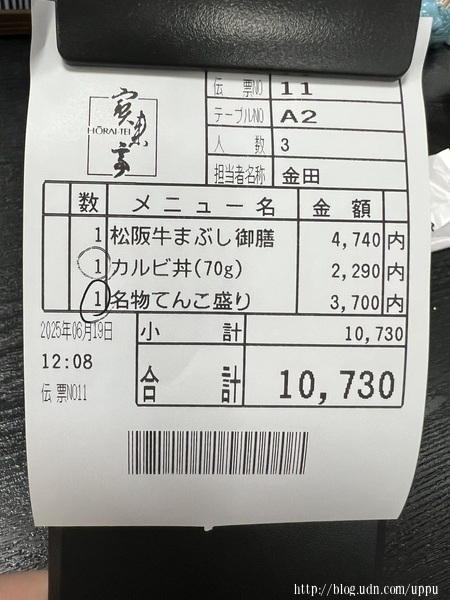 寳来亭
HŌRAI-TEI
伝票NO 11
テーブルNO A2
人数 3
担当者名称 金田
数 メニュー名 金額
1 松阪牛まぶし御膳 4,740 内
1 カルビ丼(70g) 2,290 内
1 名物てんこ盛り 3,700 内
2025年06月19日 小計 10,730
12:08
伝票NO11
合計 10,730
http://blog.udn.com/uppu